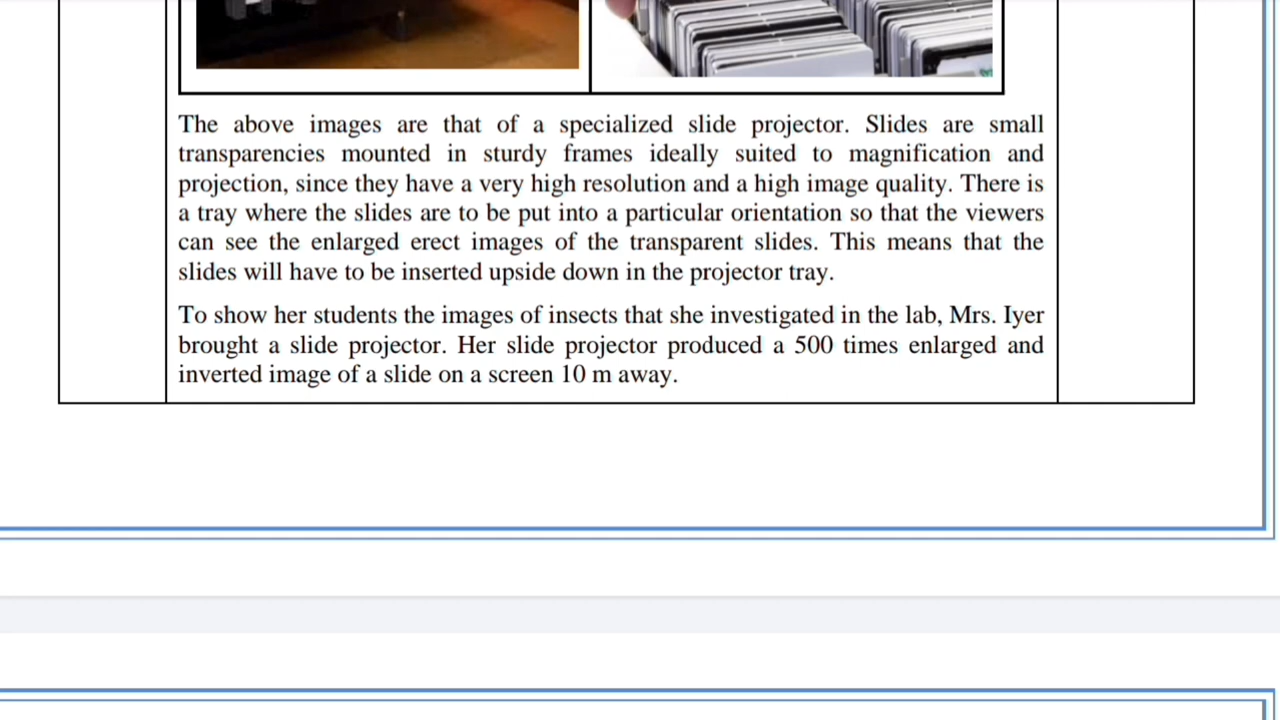 The above images are that of a specialized slide projector. Slides are small
transparencies mounted in sturdy frames ideally suited to magnification and
projection, since they have a very high resolution and a high image quality. There is
a tray where the slides are to be put into a particular orientation so that the viewers
can see the enlarged erect images of the transparent slides. This means that the
slides will have to be inserted upside down in the projector tray.
To show her students the images of insects that she investigated in the lab, Mrs. Iyer
brought a slide projector. Her slide projector produced a 500 times enlarged and
inverted image of a slide on a screen 10 m away.